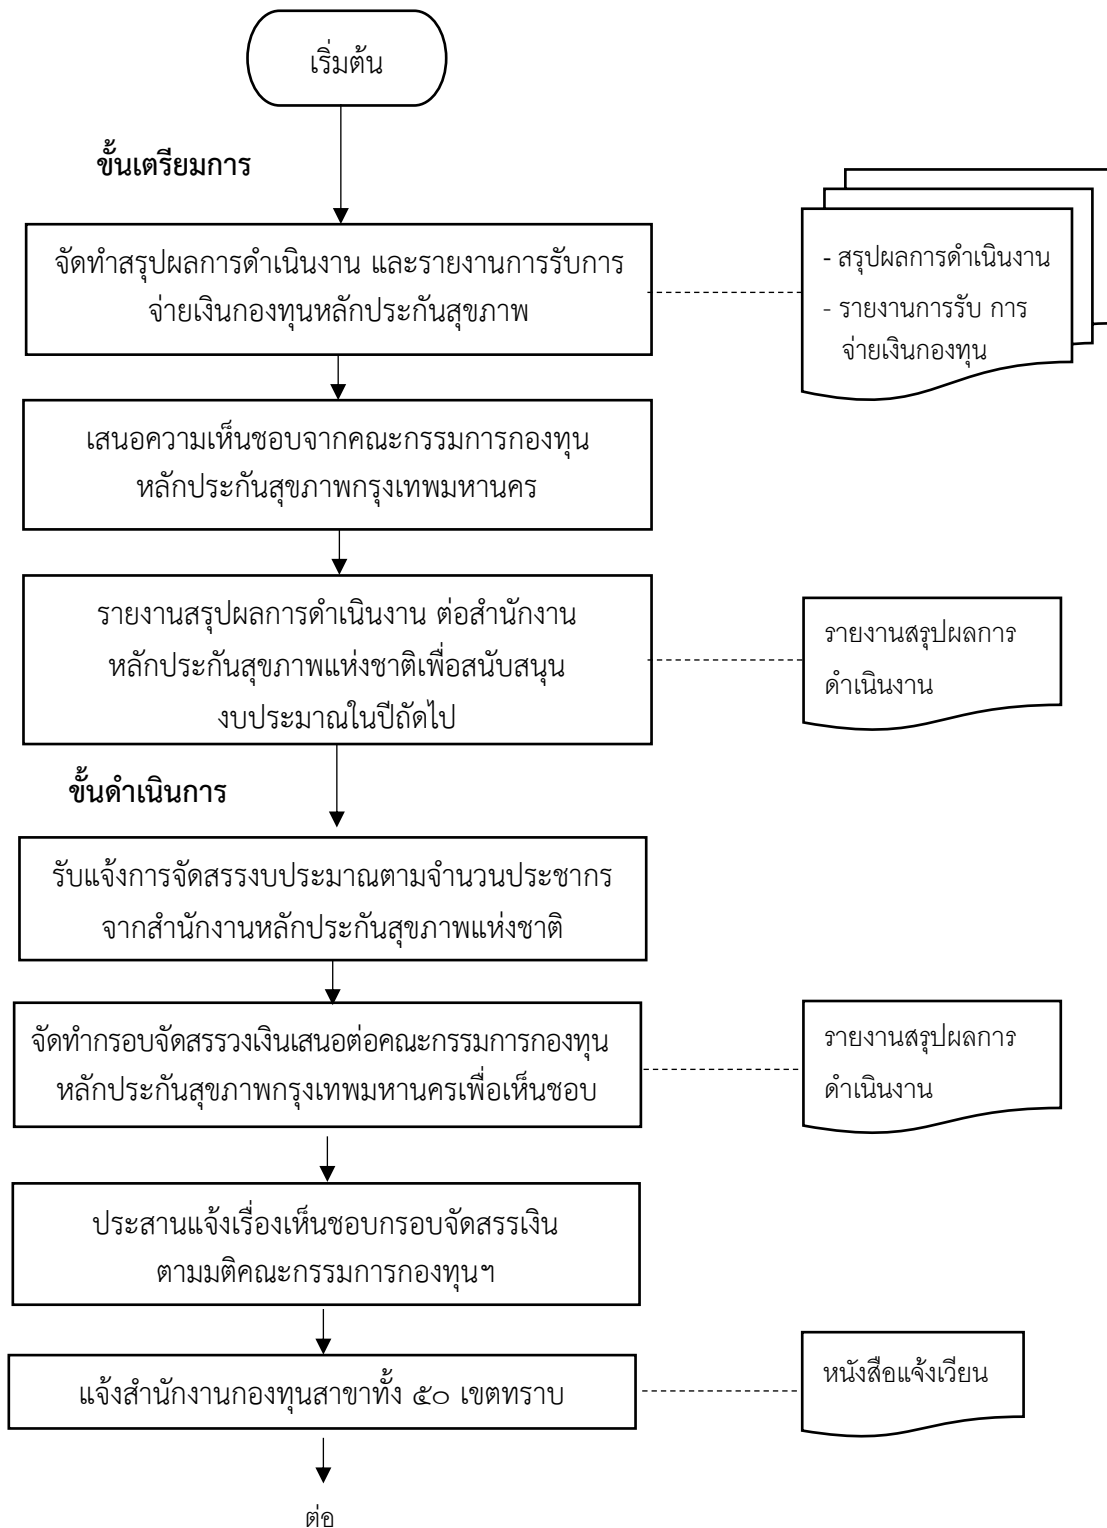 เริ่มต้น
ขั้นเตรียมการ
จัดทำสรุปผลการดำเนินงาน และรายงานการรับการ
จ่ายเงินกองทุนหลักประกันสุขภาพ
- สรุปผลการดำเนินงาน
- รายงานการรับ การ
จ่ายเงินกองทุน
เสนอความเห็นชอบจากคณะกรรมการกองทุน
หลักประกันสุขภาพกรุงเทพมหานคร
รายงานสรุปผลการดำเนินงาน ต่อสำนักงาน
หลักประกันสุขภาพแห่งชาติเพื่อสนับสนุน
งบประมาณในปีถัดไป
รายงานสรุปผลการ
ดำเนินงาน
ขั้นดำเนินการ
รับแจ้งการจัดสรรงบประมาณตามจำนวนประชากร
จากสำนักงานหลักประกันสุขภาพแห่งชาติ
จัดทำกรอบจัดสรรวงเงินเสนอต่อคณะกรรมการกองทุน
หลักประกันสุขภาพกรุงเทพมหานครเพื่อเห็นชอบ
รายงานสรุปผลการ
ดำเนินงาน
ประสานแจ้งเรื่องเห็นชอบกรอบจัดสรรเงิน
ตามมติคณะกรรมการกองทุนฯ
แจ้งสำนักงานกองทุนสาขาทั้ง ๕๐ เขตทราบ
หนังสือแจ้งเวียน
ต่อ